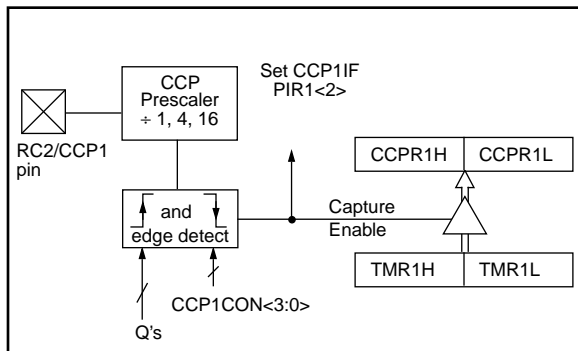 CCP
Prescaler
÷ 1, 4, 16
Set CCP1IF
PIR1<2>
RC2/CCP1
pin
CCPR1H
CCPR1L
and
edge detect
Capture
Enable
TMR1H
TMR1L
CCP1CON<3:0>
Q's